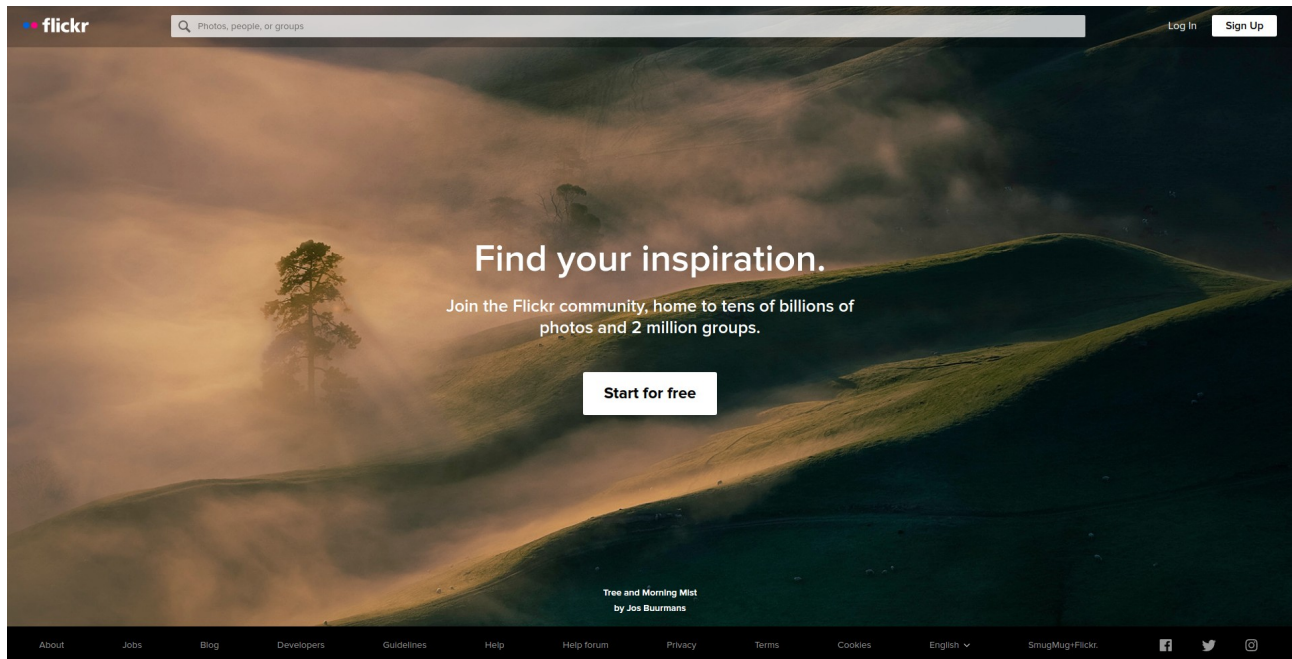 flickr
Photos, people, or groups
Log In
Sign Up
Find your inspiration.
Join the Flickr community, home to tens of billions of
photos and 2 million groups.
Start for free
Tree and Morning Mist
by Jos Buurmans
About Jobs Blog Developers Guidelines Help Help forum Privacy Terms Cookies English SmugMug+Flickr.